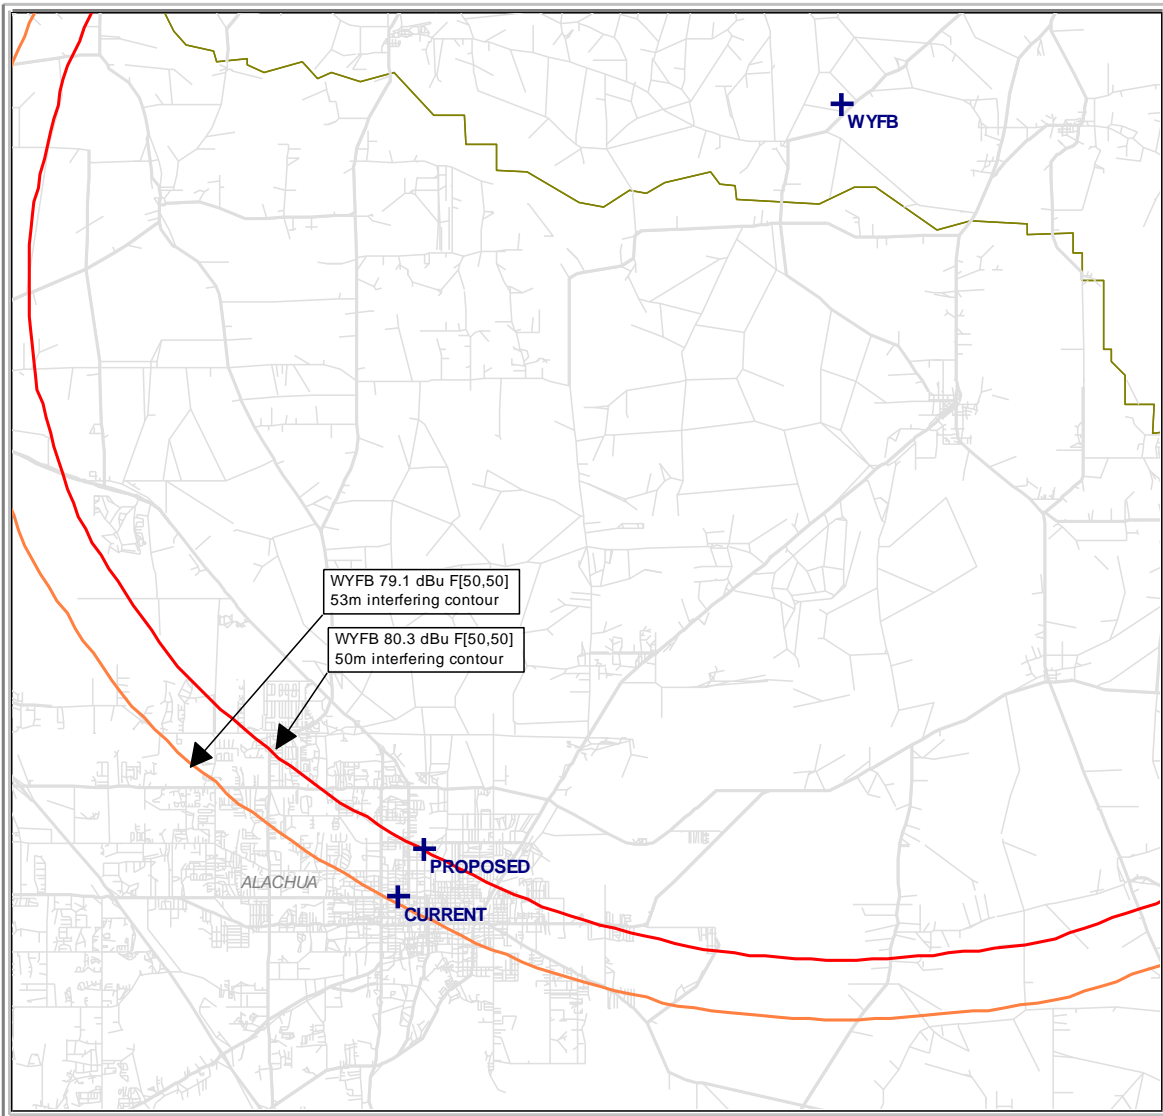 WYFB
WYFB 79.1 dBu F[50,50]
53m interfering contour
WYFB 80.3 dBu F[50,50]
50m interfering contour
PROPOSED
ALACHUA
CURRENT